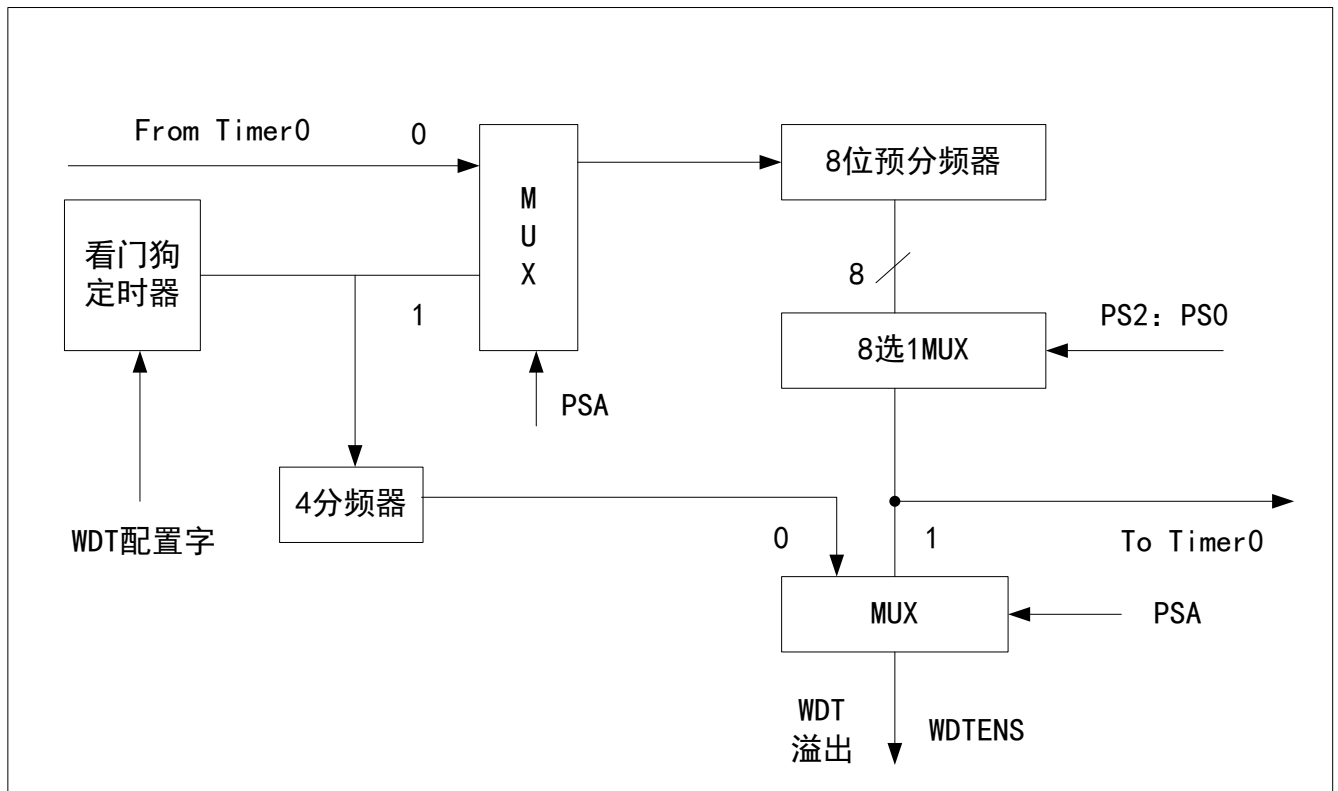 From Timer0
0
M
U
X
8位预分频器
看门狗
定时器
1
8
PS2：PS0
8选1MUX
PSA
4分频器
WDT配置字
0
1
To Timer0
MUX
PSA
WDT
溢出
WDTENS